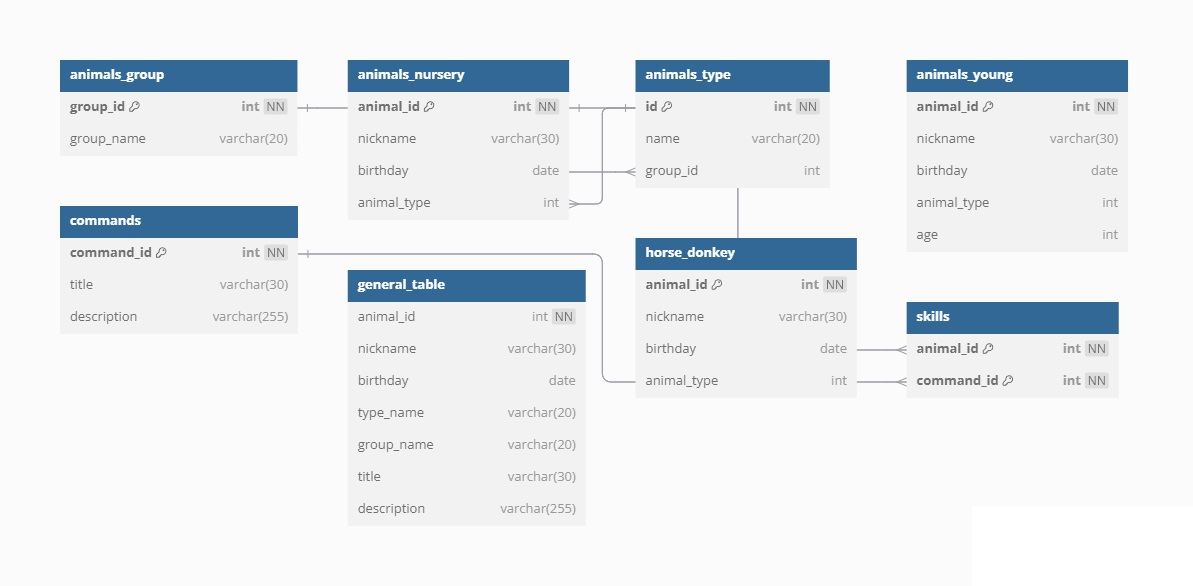 animals_group
group_id int NN
group_name varchar(20)
animals_nursery
animal_id int NN
nickname varchar(30)
birthday date
animal_type int
animals_type
id int NN
name varchar(20)
group_id int
animals_young
animal_id int NN
nickname varchar(30)
birthday date
animal_type int
age int
commands
command_id int NN
title varchar(30)
description varchar(255)
general_table
animal_id int NN
nickname varchar(30)
birthday date
type_name varchar(20)
group_name varchar(20)
title varchar(30)
description varchar(255)
horse_donkey
animal_id int NN
nickname varchar(30)
birthday date
animal_type int
skills
animal_id int NN
command_id int NN